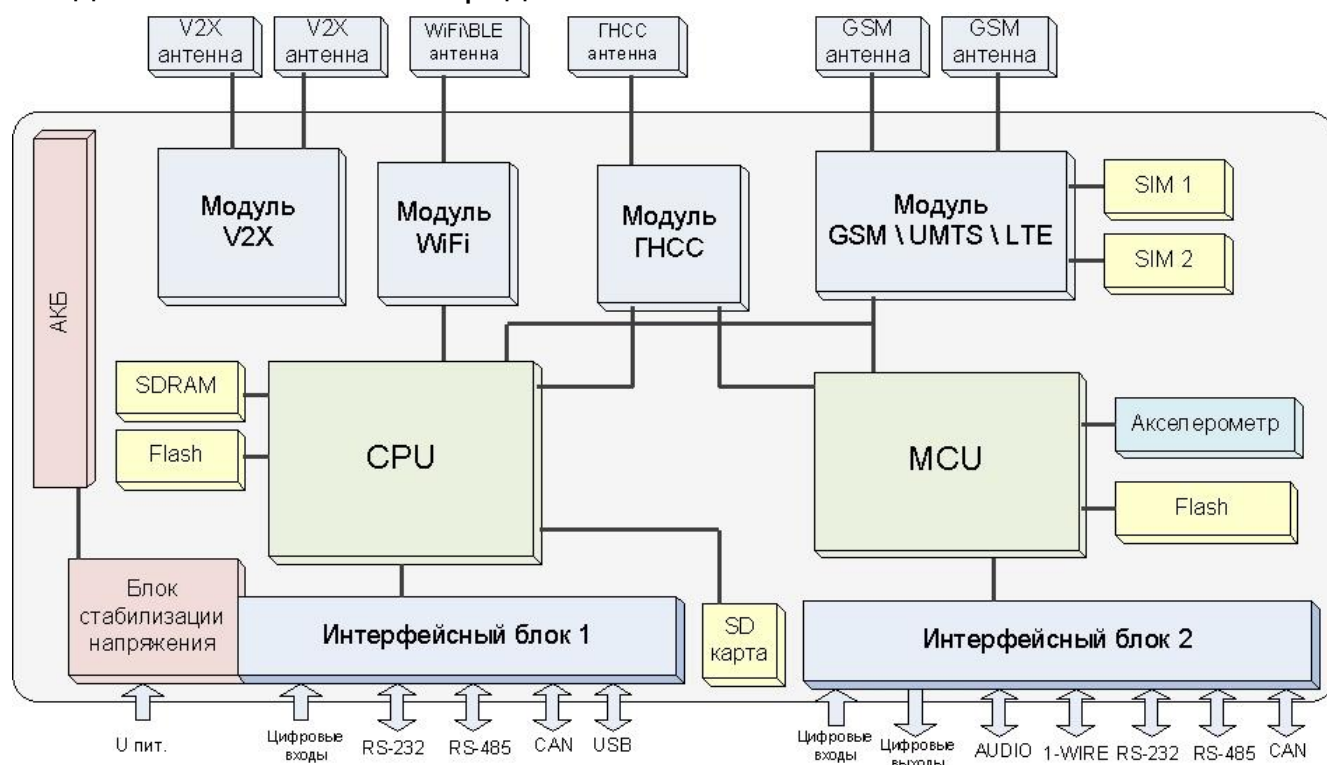 V2X
антенна
V2X
антенна
WiFi\BLE
антенна
ГНСС
антенна
GSM
антенна
GSM
антенна
АКБ
Модуль
V2X
Модуль
WiFi
Модуль
ГНСС
Модуль
GSM \ UMTS \ LTE
SIM 1
SIM 2
SDRAM
Flash
CPU
MCU
Акселерометр
Flash
Блок
стабилизации
напряжения
Интерфейсный блок 1
SD
карта
Интерфейсный блок 2
U пит.
Цифровые
входы
RS-232
RS-485
CAN
USB
Цифровые
входы
Цифровые
выходы
AUDIO
1-WIRE
RS-232
RS-485
CAN